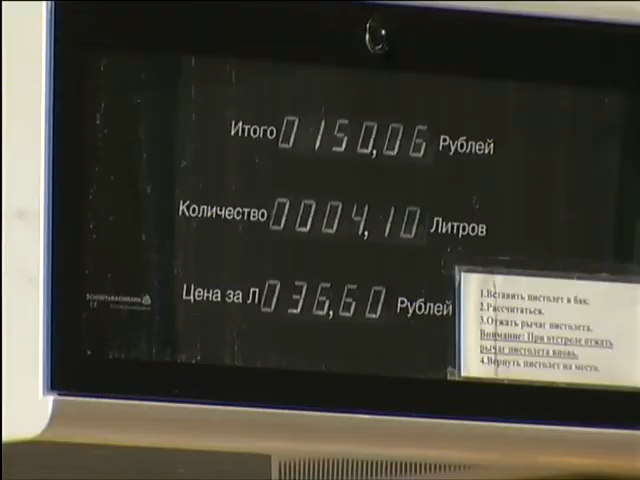 Итого 0150,06 Рублей
Количество 0004,10 Литров
Цена за Л 036,60 Рублей
1.Вставить пистолет в бак.
2.Рассчитаться.
3.Отжать рычаг пистолета.
Внимание: При отстреле отжать
рычаг пистолета вновь.
4.Вернуть пистолет на место.